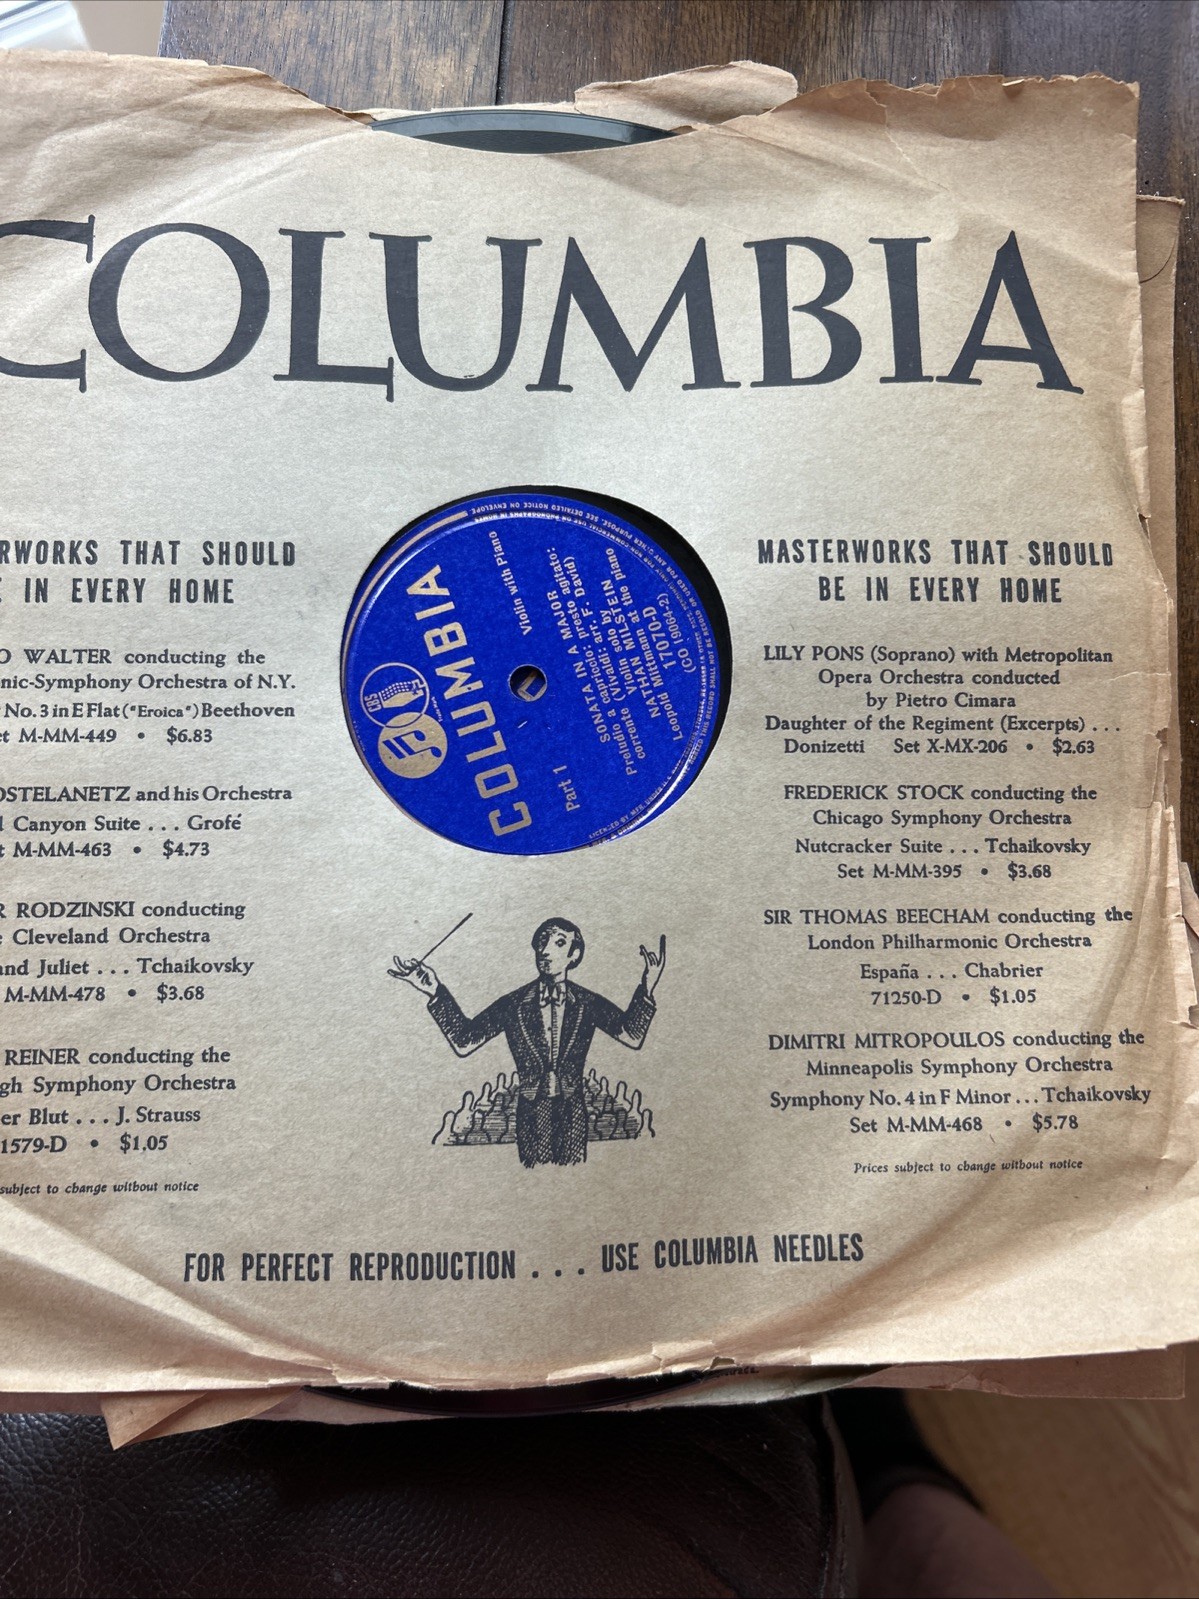 COLUMBIA
ERWORKS THAT SHOULD
IN EVERY HOME
O WALTER conducting the
nic-Symphony Orchestra of N.Y.
No. 3 in E Flat ("Eroica") Beethoven
et M-MM-449 • $6.83
OSTELANETZ and his Orchestra
Canyon Suite . . . Grofé
t M-MM-463 • $4.73
R RODZINSKI conducting
e Cleveland Orchestra
and Juliet . . . Tchaikovsky
M-MM-478 • $3.68
REINER conducting the
gh Symphony Orchestra
er Blut . . . J. Strauss
1579-D • $1.05
subject to change without notice
CBS
COLUMBIA
Violin with Piano
Part 1
SONATA IN A MAJOR
Preludio a capriccio: presto agitato:
corrente (Vivaldi: arr. F. David)
Violin solo by
NATHAN MILSTEIN
Leopold Mittmann at the piano
17070-D
(CO 19064-2)
MASTERWORKS THAT SHOULD
BE IN EVERY HOME
LILY PONS (Soprano) with Metropolitan
Opera Orchestra conducted
by Pietro Cimara
Daughter of the Regiment (Excerpts) . . .
Donizetti Set X-MX-206 • $2.63
FREDERICK STOCK conducting the
Chicago Symphony Orchestra
Nutcracker Suite . . . Tchaikovsky
Set M-MM-395 • $3.68
SIR THOMAS BEECHAM conducting the
London Philharmonic Orchestra
España . . . Chabrier
71250-D • $1.05
DIMITRI MITROPOULOS conducting the
Minneapolis Symphony Orchestra
Symphony No. 4 in F Minor . . . Tchaikovsky
Set M-MM-468 • $5.78
Prices subject to change without notice
FOR PERFECT REPRODUCTION . . . USE COLUMBIA NEEDLES